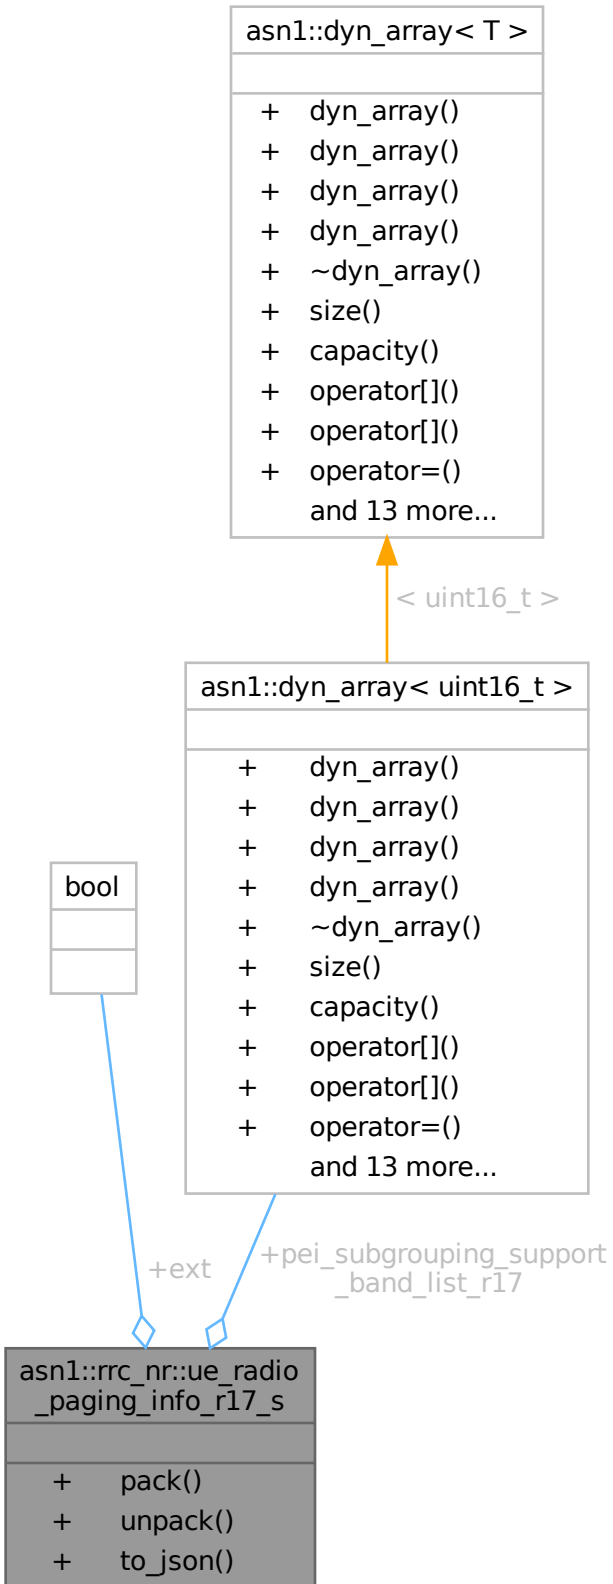 asn1::dyn_array< T >
+ dyn_array()
+ dyn_array()
+ dyn_array()
+ dyn_array()
+ ~dyn_array()
+ size()
+ capacity()
+ operator[]()
+ operator[]()
+ operator=()
and 13 more...
< uint16_t >
asn1::dyn_array< uint16_t >
+ dyn_array()
+ dyn_array()
+ dyn_array()
+ dyn_array()
+ ~dyn_array()
+ size()
+ capacity()
+ operator[]()
+ operator[]()
+ operator=()
and 13 more...
bool
+ext
+pei_subgrouping_support
_band_list_r17
asn1::rrc_nr::ue_radio
_paging_info_r17_s
+ pack()
+ unpack()
+ to_json()